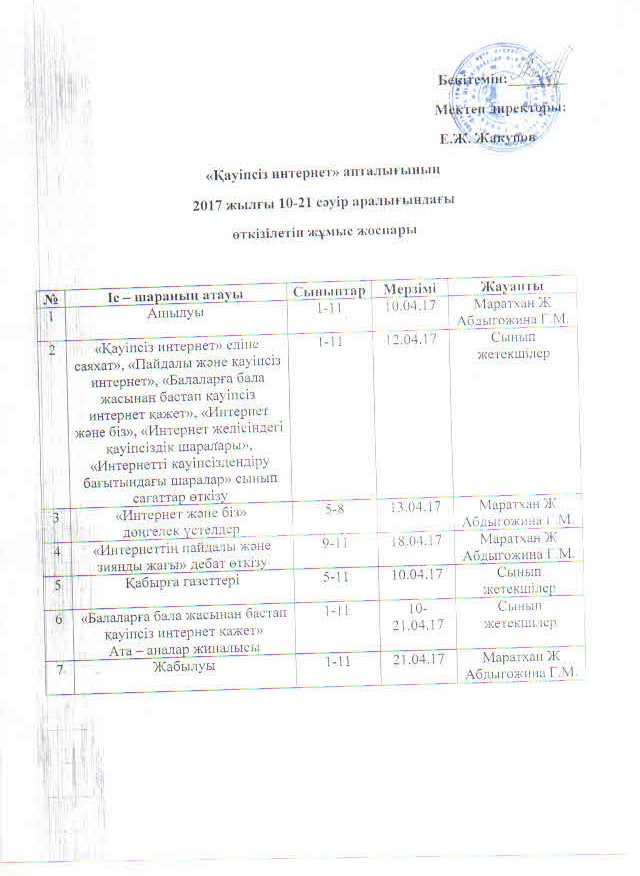 Бекітемін:
Мектеп директоры:
Е.Ж. Жакупов
«Қауіпсіз интернет» апталығының
2017 жылғы 10-21 сәуір аралығындағы
өткізілетін жұмыс жоспары
№ Іс – шараның атауы Сыныптар Мерзімі Жауапты
1 Ашылуы 1-11 10.04.17 Маратхан Ж
Абдыгожина Г.М.
2 «Қауіпсіз интернет» еліне 1-11 12.04.17 Сынып
саяхат», «Пайдалы және қауіпсіз жетекшілер
интернет», «Балаларға бала
жасынан бастап қауіпсіз
интернет қажет», «Интернет
және біз», «Интернет желісіндегі
қауіпсіздік шаралары»,
«Интернетті кауіпсіздендіру
бағытындағы шаралар» сынып
сағаттар өткізу
3 «Интернет және біз» 5-8 13.04.17 Маратхан Ж
дөңгелек үстелдер Абдыгожина Г.М.
4 «Интернеттің пайдалы және 9-11 18.04.17 Маратхан Ж
зиянды жағы» дебат өткізу Абдыгожина Г.М.
5 Қабырға газеттері 5-11 10.04.17 Сынып
жетекшілер
6 «Балаларға бала жасынан бастап 1-11 10- Сынып
қауіпсіз интернет қажет» 21.04.17 жетекшілер
Ата – аналар жиналысы
7 Жабылуы 1-11 21.04.17 Маратхан Ж
Абдыгожина Г.М.